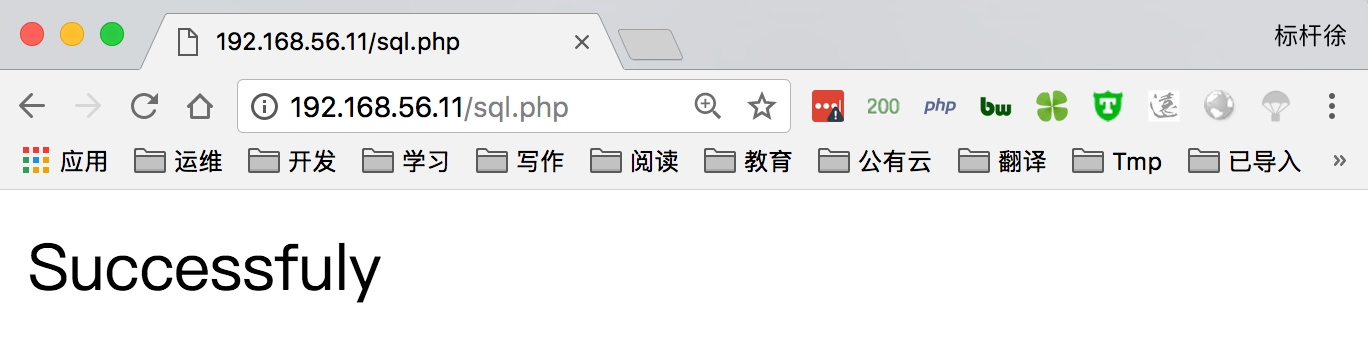 192.168.56.11/sql.php
标杆徐
192.168.56.11/sql.php
200 php bw T 遠
应用 运维 开发 学习 写作 阅读 教育 公有云 翻译 Tmp 已导入 »
Successfuly